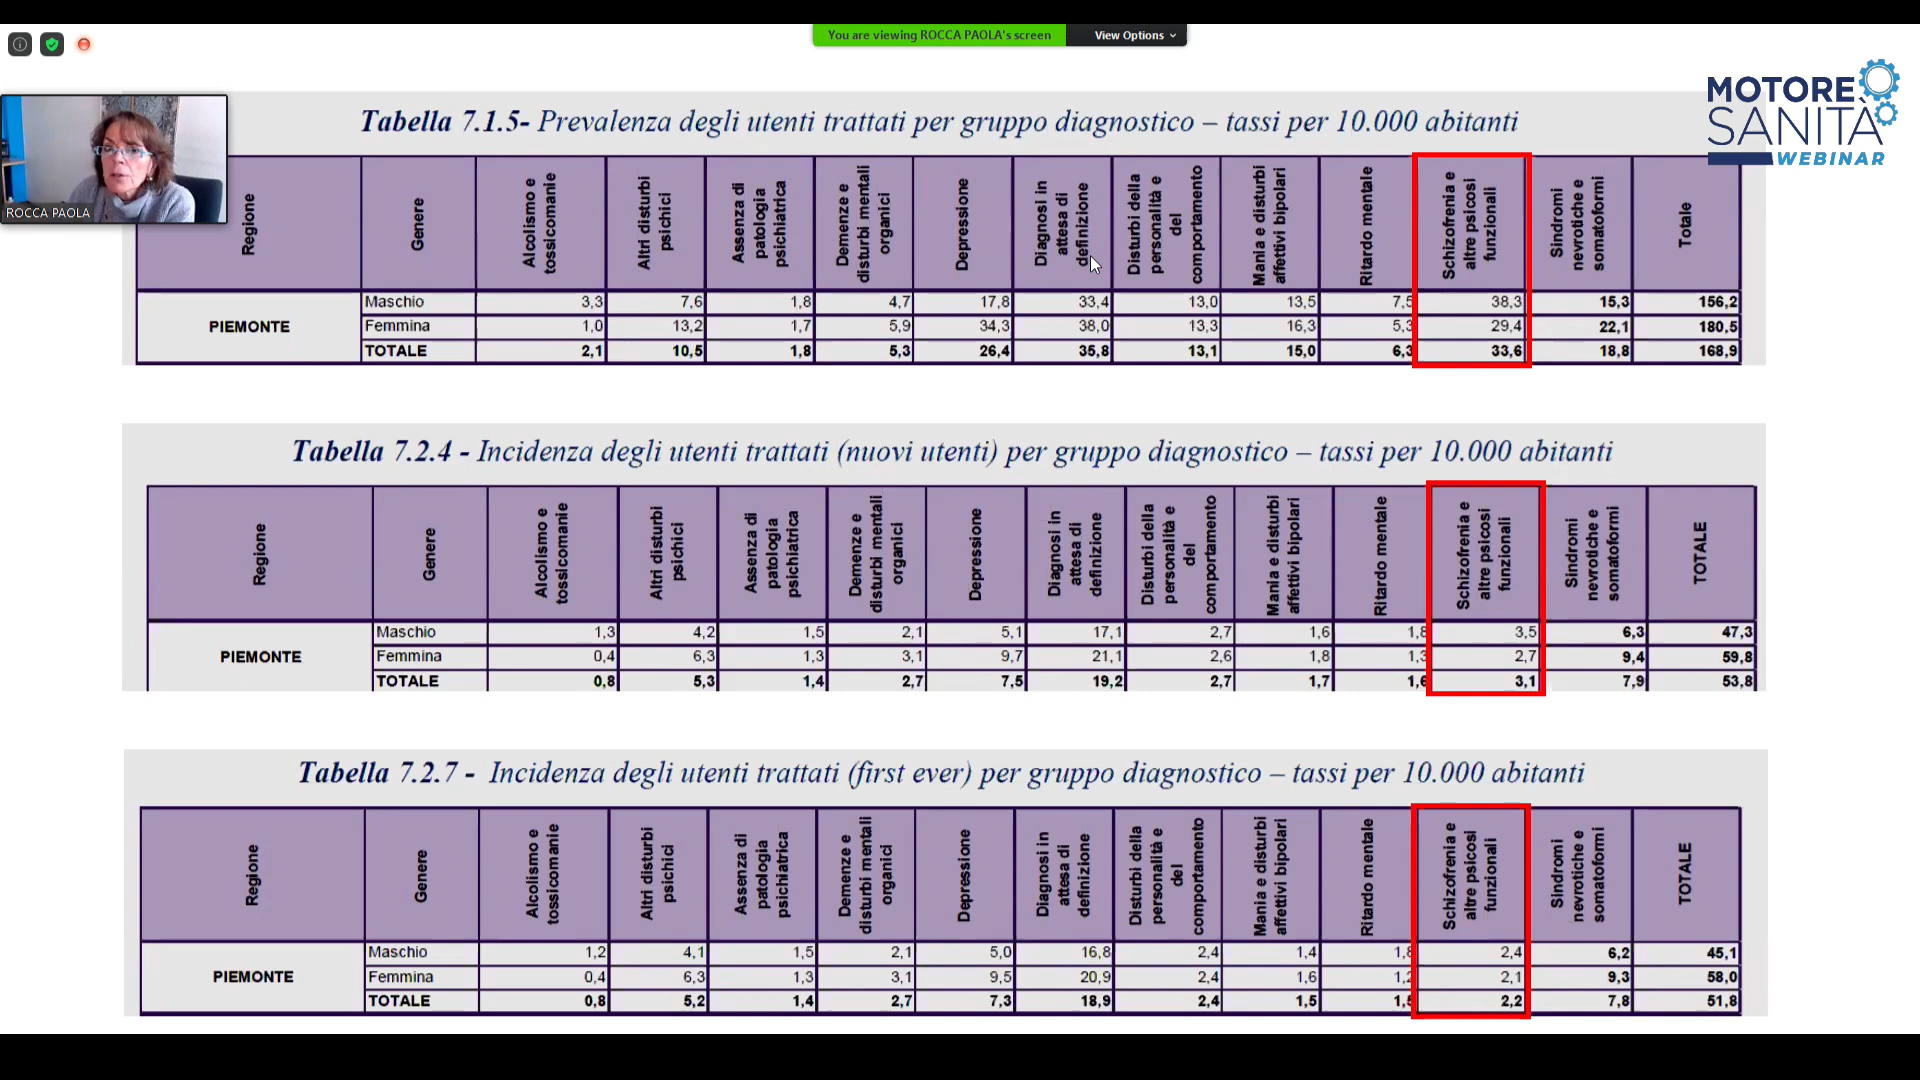 You are viewing ROCCA PAOLA's screen
View Options
MOTORE
SANITÀ
WEBINAR
ROCCA PAOLA
Tabella 7.1.5- Prevalenza degli utenti trattati per gruppo diagnostico – tassi per 10.000 abitanti
Regione
Genere
Alcolismo e
tossicomanie
Altri disturbi
psichici
Assenza di
patologia
psichiatrica
Demenze e
disturbi mentali
organici
Depressione
Diagnosi in
attesa di
definizione
Disturbi della
personalità e
del
comportamento
Mania e disturbi
affettivi bipolari
Ritardo mentale
Schizofrenia e
altre psicosi
funzionali
Sindromi
nevrotiche e
somatoformi
Totale
PIEMONTE
Maschio 3,3 7,6 1,8 4,7 17,8 33,4 13,0 13,5 7,5 38,3 15,3 156,2
Femmina 1,0 13,2 1,7 5,9 34,3 38,0 13,3 16,3 5,3 29,4 22,1 180,5
TOTALE 2,1 10,5 1,8 5,3 26,4 35,8 13,1 15,0 6,3 33,6 18,8 168,9
Tabella 7.2.4 - Incidenza degli utenti trattati (nuovi utenti) per gruppo diagnostico – tassi per 10.000 abitanti
Regione
Genere
Alcolismo e
tossicomanie
Altri disturbi
psichici
Assenza di
patologia
psichiatrica
Demenze e
disturbi mentali
organici
Depressione
Diagnosi in
attesa di
definizione
Disturbi della
personalità e
del
comportamento
Mania e disturbi
affettivi bipolari
Ritardo mentale
Schizofrenia e
altre psicosi
funzionali
Sindromi
nevrotiche e
somatoformi
TOTALE
PIEMONTE
Maschio 1,3 4,2 1,5 2,1 5,1 17,1 2,7 1,6 1,8 3,5 6,3 47,3
Femmina 0,4 6,3 1,3 3,1 9,7 21,1 2,6 1,8 1,3 2,7 9,4 59,8
TOTALE 0,8 5,3 1,4 2,7 7,5 19,2 2,7 1,7 1,6 3,1 7,9 53,8
Tabella 7.2.7 - Incidenza degli utenti trattati (first ever) per gruppo diagnostico – tassi per 10.000 abitanti
Regione
Genere
Alcolismo e
tossicomanie
Altri disturbi
psichici
Assenza di
patologia
psichiatrica
Demenze e
disturbi mentali
organici
Depressione
Diagnosi in
attesa di
definizione
Disturbi della
personalità e
del
comportamento
Mania e disturbi
affettivi bipolari
Ritardo mentale
Schizofrenia e
altre psicosi
funzionali
Sindromi
nevrotiche e
somatoformi
TOTALE
PIEMONTE
Maschio 1,2 4,1 1,5 2,1 5,0 16,8 2,4 1,4 1,8 2,4 6,2 45,1
Femmina 0,4 6,3 1,3 3,1 9,5 20,9 2,4 1,6 1,2 2,1 9,3 58,0
TOTALE 0,8 5,2 1,4 2,7 7,3 18,9 2,4 1,5 1,5 2,2 7,8 51,8